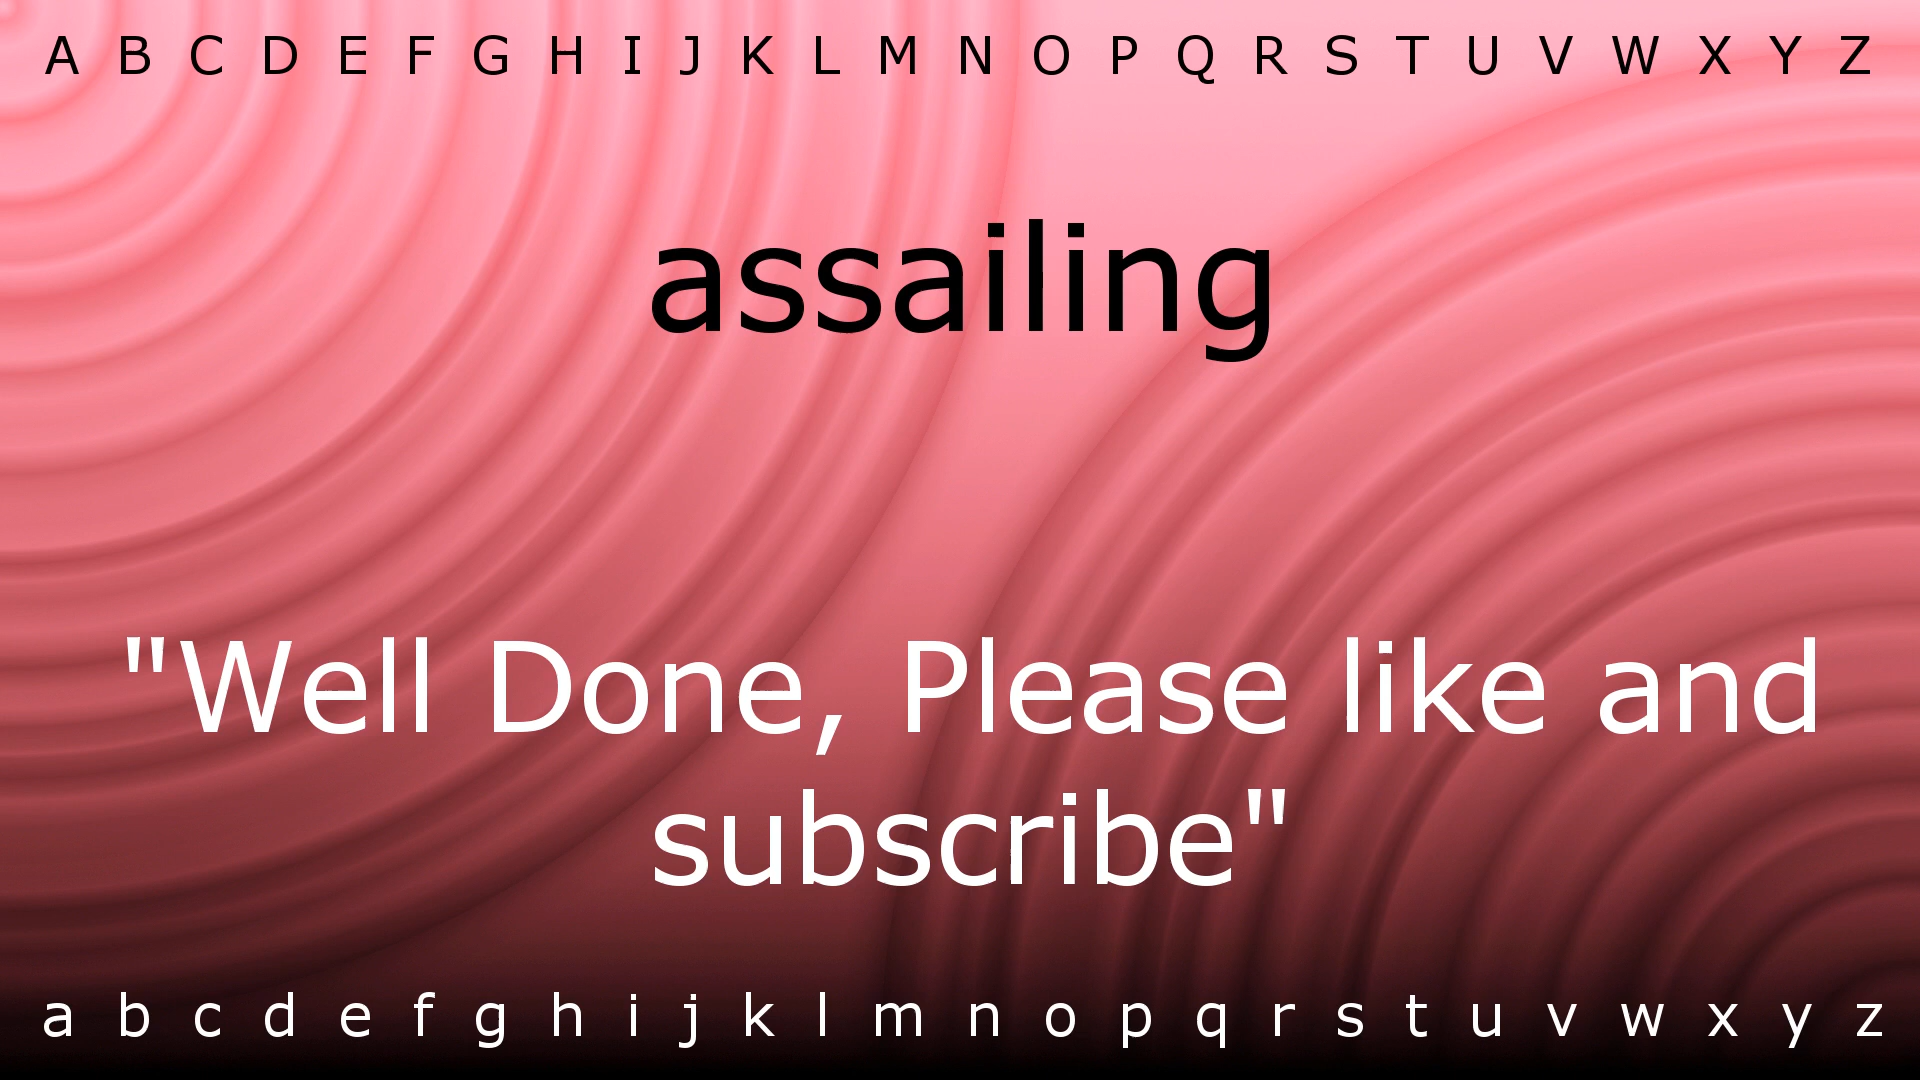 A B C D E F G H I J K L M N O P Q R S T U V W X Y Z
assailing
"Well Done, Please like and
subscribe"
a b c d e f g h i j k l m n o p q r s t u v w x y z